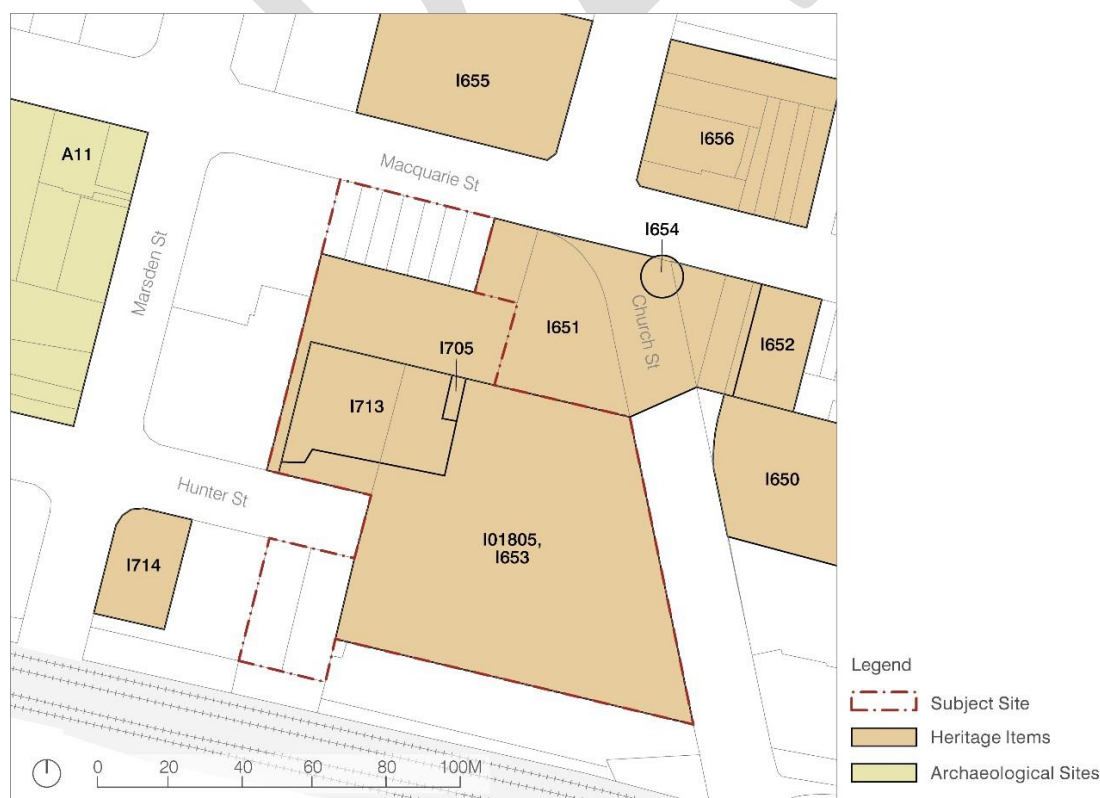 I655
I656
A11
Macquarie St
I654
Marsden St
Church St
I651
I652
I705
I713
Hunter St
I650
I01805,
I653
I714
Legend
Subject Site
Heritage Items
Archaeological Sites
0 20 40 60 80 100M